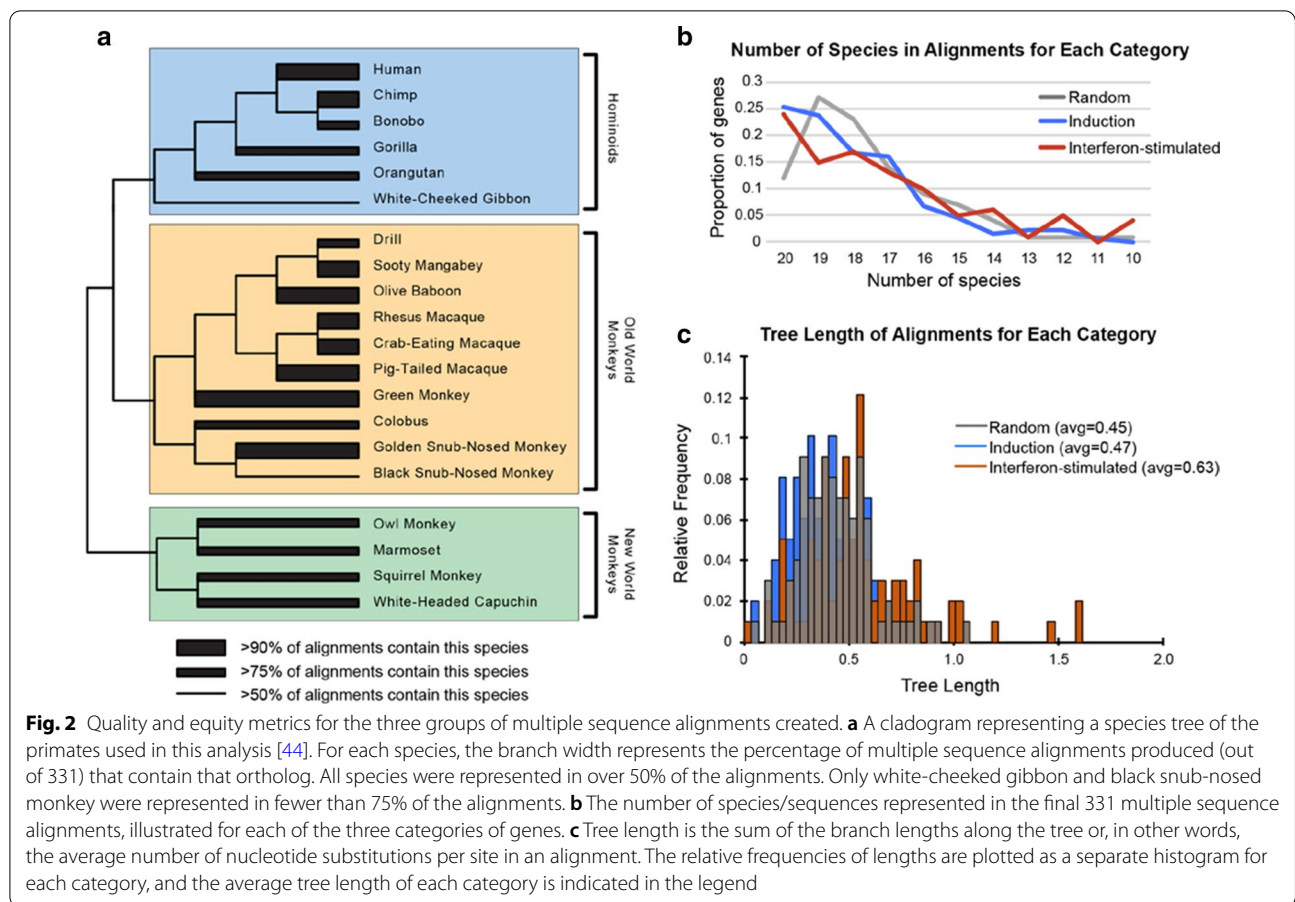 a
Human
Chimp
Bonobo
Gorilla
Orangutan
White-Cheeked Gibbon
Hominoids
Drill
Sooty Mangabey
Olive Baboon
Rhesus Macaque
Crab-Eating Macaque
Pig-Tailed Macaque
Green Monkey
Colobus
Golden Snub-Nosed Monkey
Black Snub-Nosed Monkey
Old World
Monkeys
Owl Monkey
Marmoset
Squirrel Monkey
White-Headed Capuchin
New World
Monkeys
>90% of alignments contain this species
>75% of alignments contain this species
>50% of alignments contain this species
b
Number of Species in Alignments for Each Category
Proportion of genes
0.3
0.25
0.2
0.15
0.1
0.05
0
Random
Induction
Interferon-stimulated
20 19 18 17 16 15 14 13 12 11 10
Number of species
c
Tree Length of Alignments for Each Category
Relative Frequency
0.14
0.12
0.1
0.08
0.06
0.04
0.02
0
Random (avg=0.45)
Induction (avg=0.47)
Interferon-stimulated (avg=0.63)
0 0.5 1.0 1.5 2.0
Tree Length
Fig. 2 Quality and equity metrics for the three groups of multiple sequence alignments created. a A cladogram representing a species tree of the
primates used in this analysis [44]. For each species, the branch width represents the percentage of multiple sequence alignments produced (out
of 331) that contain that ortholog. All species were represented in over 50% of the alignments. Only white-cheeked gibbon and black snub-nosed
monkey were represented in fewer than 75% of the alignments. b The number of species/sequences represented in the final 331 multiple sequence
alignments, illustrated for each of the three categories of genes. c Tree length is the sum of the branch lengths along the tree or, in other words,
the average number of nucleotide substitutions per site in an alignment. The relative frequencies of lengths are plotted as a separate histogram for
each category, and the average tree length of each category is indicated in the legend